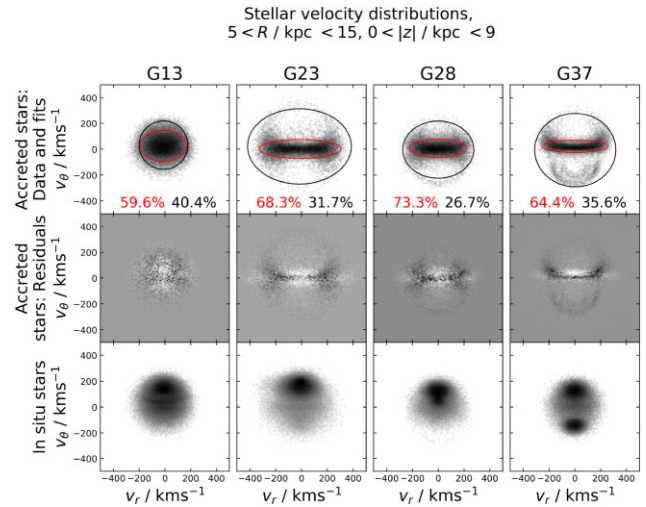 Stellar velocity distributions,
5 < R / kpc < 15, 0 < |z| / kpc < 9
G13 G23 G28 G37
Accreted stars:
Data and fits
v_θ / kms⁻¹
400
200
0
−200
−400
59.6% 40.4% 68.3% 31.7% 73.3% 26.7% 64.4% 35.6%
Accreted
stars: Residuals
v_θ / kms⁻¹
400
200
0
−200
−400
In situ stars
v_θ / kms⁻¹
400
200
0
−200
−400
−400 −200 0 200 400 −400 −200 0 200 400 −400 −200 0 200 400 −400 −200 0 200 400
v_r / kms⁻¹ v_r / kms⁻¹ v_r / kms⁻¹ v_r / kms⁻¹